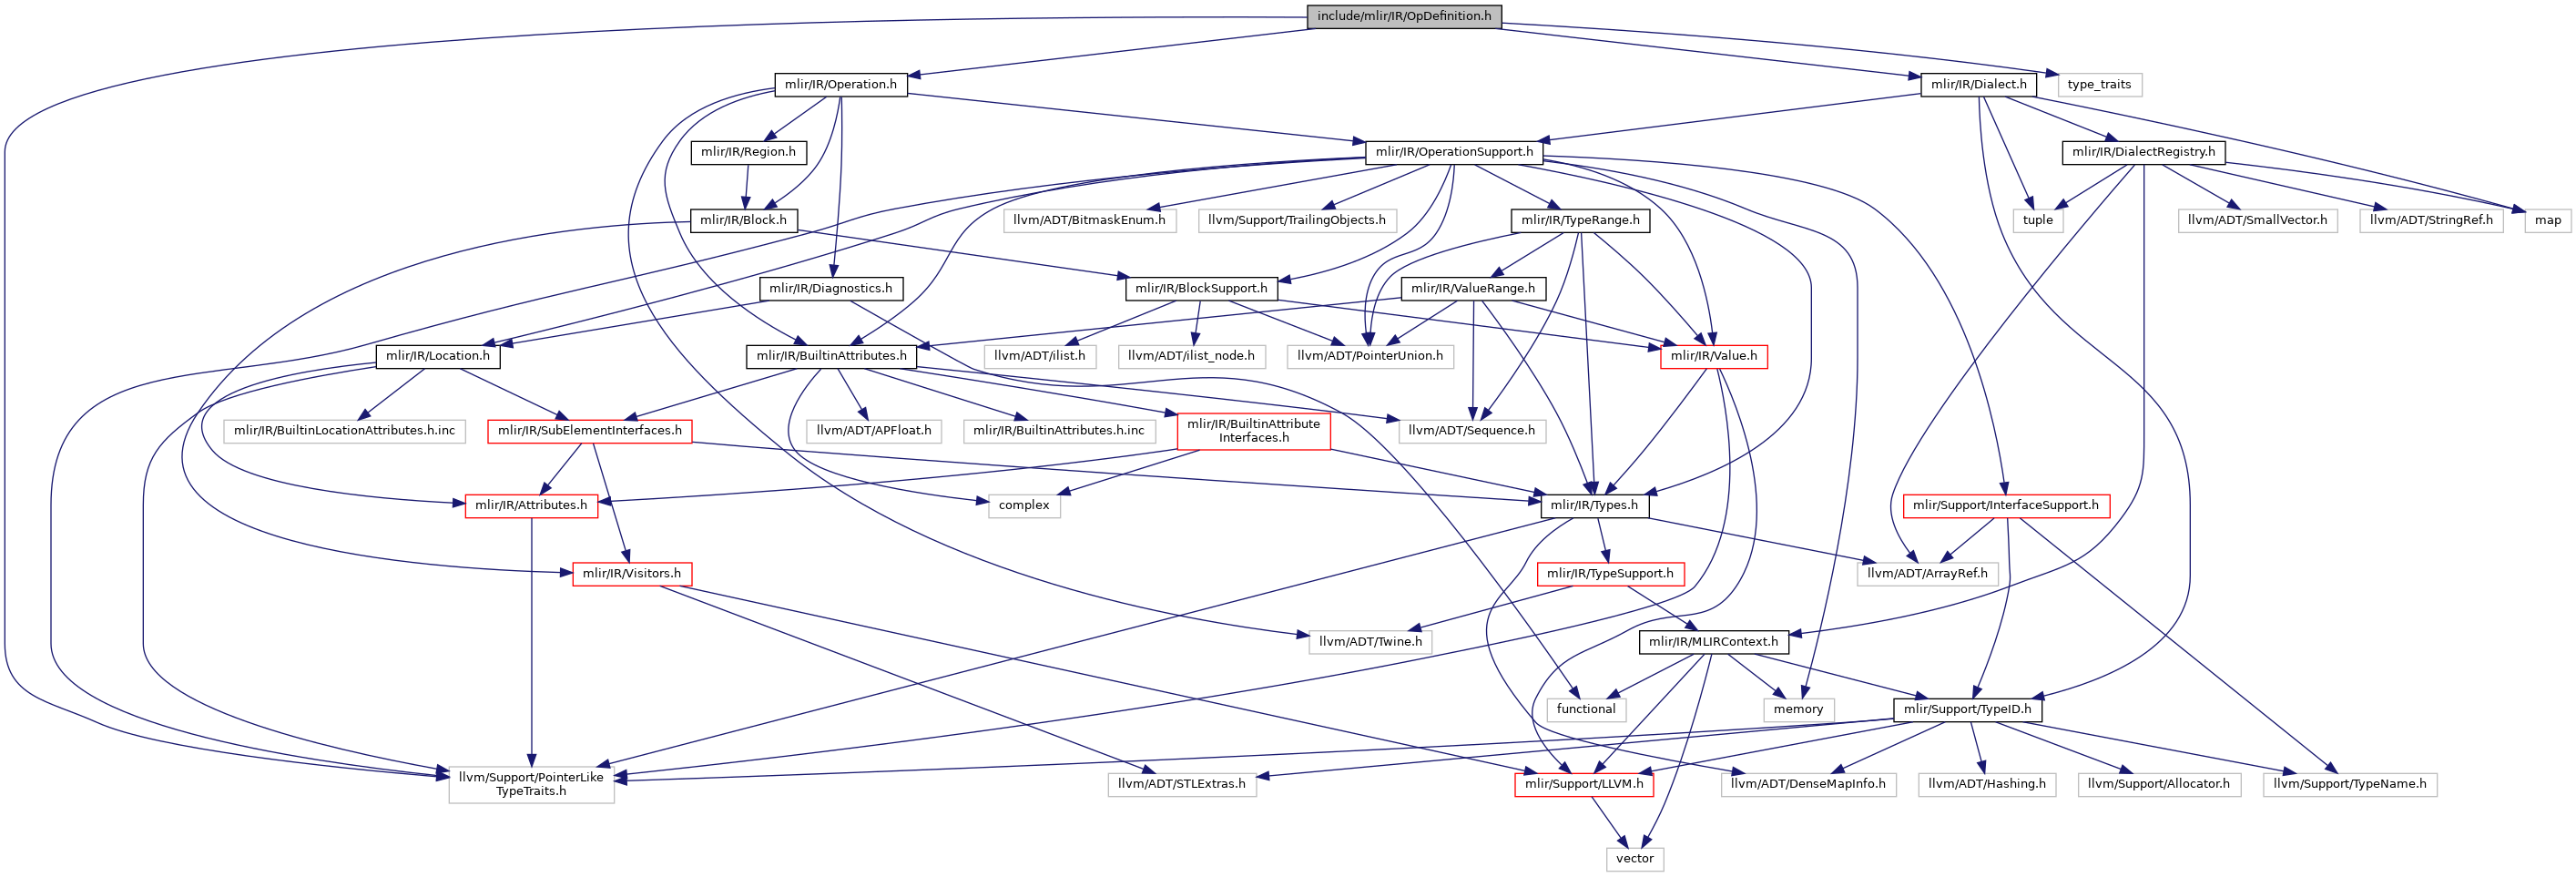 include/mlir/IR/OpDefinition.h
mlir/IR/Operation.h
mlir/IR/Dialect.h
type_traits
mlir/IR/Region.h
mlir/IR/OperationSupport.h
mlir/IR/DialectRegistry.h
mlir/IR/Block.h
llvm/ADT/BitmaskEnum.h
llvm/Support/TrailingObjects.h
mlir/IR/TypeRange.h
tuple
llvm/ADT/SmallVector.h
llvm/ADT/StringRef.h
map
mlir/IR/Diagnostics.h
mlir/IR/BlockSupport.h
mlir/IR/ValueRange.h
mlir/IR/Location.h
mlir/IR/BuiltinAttributes.h
llvm/ADT/ilist.h
llvm/ADT/ilist_node.h
llvm/ADT/PointerUnion.h
mlir/IR/Value.h
mlir/IR/BuiltinLocationAttributes.h.inc
mlir/IR/SubElementInterfaces.h
llvm/ADT/APFloat.h
mlir/IR/BuiltinAttributes.h.inc
mlir/IR/BuiltinAttribute
Interfaces.h
llvm/ADT/Sequence.h
mlir/IR/Attributes.h
complex
mlir/IR/Types.h
mlir/Support/InterfaceSupport.h
mlir/IR/Visitors.h
mlir/IR/TypeSupport.h
llvm/ADT/ArrayRef.h
llvm/ADT/Twine.h
mlir/IR/MLIRContext.h
functional
memory
mlir/Support/TypeID.h
llvm/Support/PointerLike
TypeTraits.h
llvm/ADT/STLExtras.h
mlir/Support/LLVM.h
llvm/ADT/DenseMapInfo.h
llvm/ADT/Hashing.h
llvm/Support/Allocator.h
llvm/Support/TypeName.h
vector